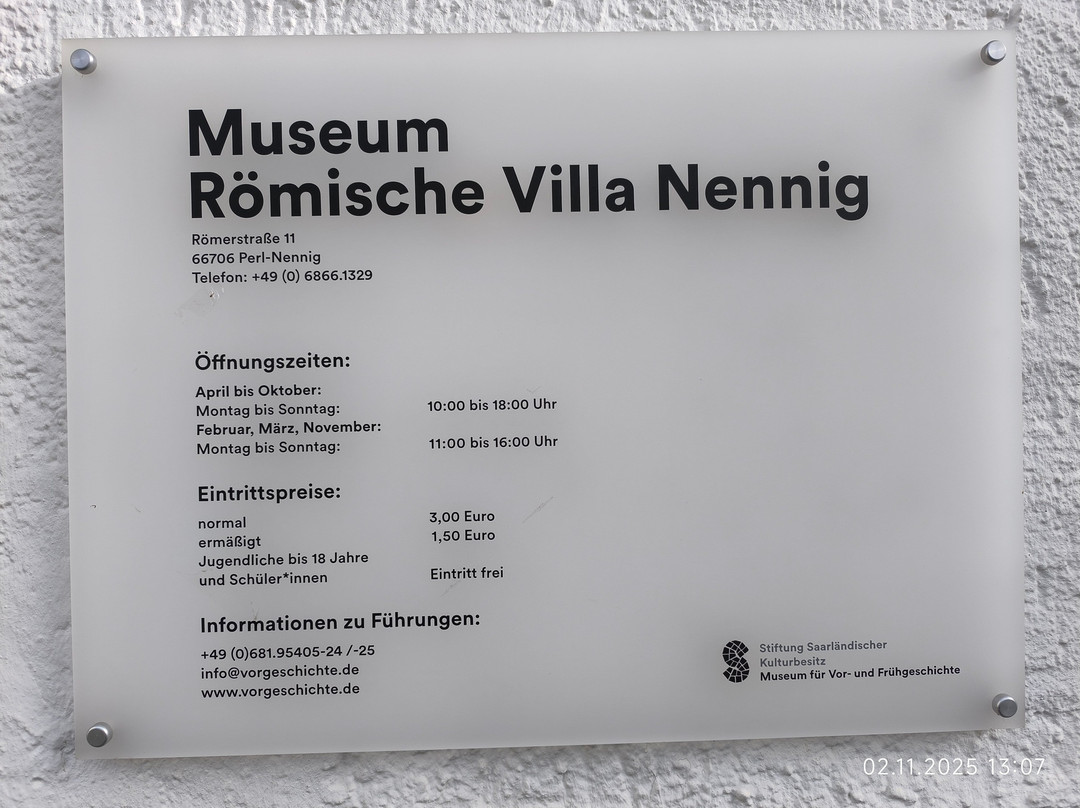 Museum
Römische Villa Nennig
Römerstraße 11
66706 Perl-Nennig
Telefon: +49 (0) 6866.1329
Öffnungszeiten:
April bis Oktober:
Montag bis Sonntag: 10:00 bis 18:00 Uhr
Februar, März, November:
Montag bis Sonntag: 11:00 bis 16:00 Uhr
Eintrittspreise:
normal 3,00 Euro
ermäßigt 1,50 Euro
Jugendliche bis 18 Jahre
und Schüler*innen Eintritt frei
Informationen zu Führungen:
+49 (0)681.95405-24 /-25
info@vorgeschichte.de
www.vorgeschichte.de
Stiftung Saarländischer
Kulturbesitz
Museum für Vor- und Frühgeschichte
02.11.2025 13:07